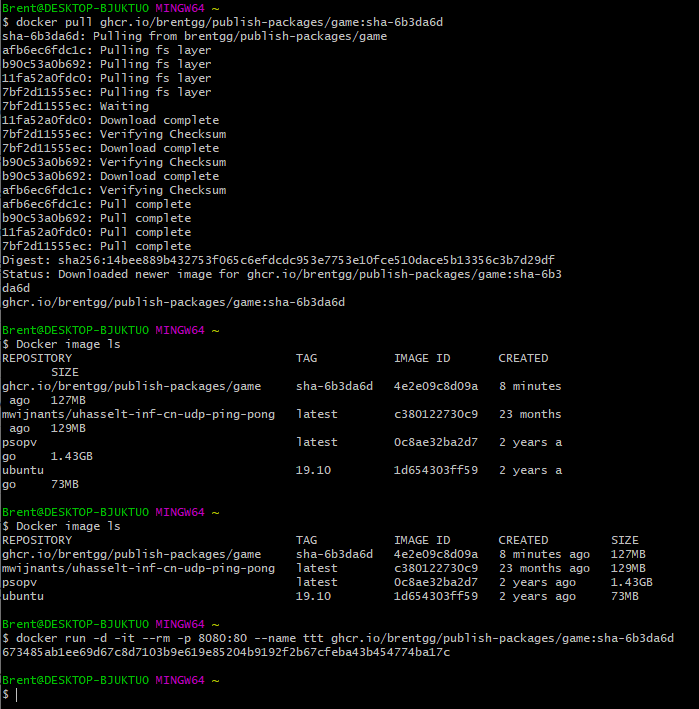 Brent@DESKTOP-BJUKTUO MINGW64 ~
$ docker pull ghcr.io/brentgg/publish-packages/game:sha-6b3da6d
sha-6b3da6d: Pulling from brentgg/publish-packages/game
afb6ec6fdc1c: Pulling fs layer
b90c53a0b692: Pulling fs layer
11fa52a0fdc0: Pulling fs layer
7bf2d11555ec: Pulling fs layer
7bf2d11555ec: Waiting
11fa52a0fdc0: Download complete
7bf2d11555ec: Verifying Checksum
7bf2d11555ec: Download complete
b90c53a0b692: Verifying Checksum
b90c53a0b692: Download complete
afb6ec6fdc1c: Verifying Checksum
afb6ec6fdc1c: Pull complete
b90c53a0b692: Pull complete
11fa52a0fdc0: Pull complete
7bf2d11555ec: Pull complete
Digest: sha256:14bee889b432753f065c6efdcdc953e7753e10fce510dace5b13356c3b7d29df
Status: Downloaded newer image for ghcr.io/brentgg/publish-packages/game:sha-6b3
da6d
ghcr.io/brentgg/publish-packages/game:sha-6b3da6d
Brent@DESKTOP-BJUKTUO MINGW64 ~
$ Docker image ls
REPOSITORY TAG IMAGE ID CREATED
SIZE
ghcr.io/brentgg/publish-packages/game sha-6b3da6d 4e2e09c8d09a 8 minutes
ago 127MB
mwijnants/uhasselt-inf-cn-udp-ping-pong latest c380122730c9 23 months
ago 129MB
psopv latest 0c8ae32ba2d7 2 years a
go 1.43GB
ubuntu 19.10 1d654303ff59 2 years a
go 73MB
Brent@DESKTOP-BJUKTUO MINGW64 ~
$ Docker image ls
REPOSITORY TAG IMAGE ID CREATED SIZE
ghcr.io/brentgg/publish-packages/game sha-6b3da6d 4e2e09c8d09a 8 minutes ago 127MB
mwijnants/uhasselt-inf-cn-udp-ping-pong latest c380122730c9 23 months ago 129MB
psopv latest 0c8ae32ba2d7 2 years ago 1.43GB
ubuntu 19.10 1d654303ff59 2 years ago 73MB
Brent@DESKTOP-BJUKTUO MINGW64 ~
$ docker run -d -it --rm -p 8080:80 --name ttt ghcr.io/brentgg/publish-packages/game:sha-6b3da6d
673485ab1ee69d67c8d7103b9e619e85204b9192f2b67cfeba43b454774ba17c
Brent@DESKTOP-BJUKTUO MINGW64 ~
$